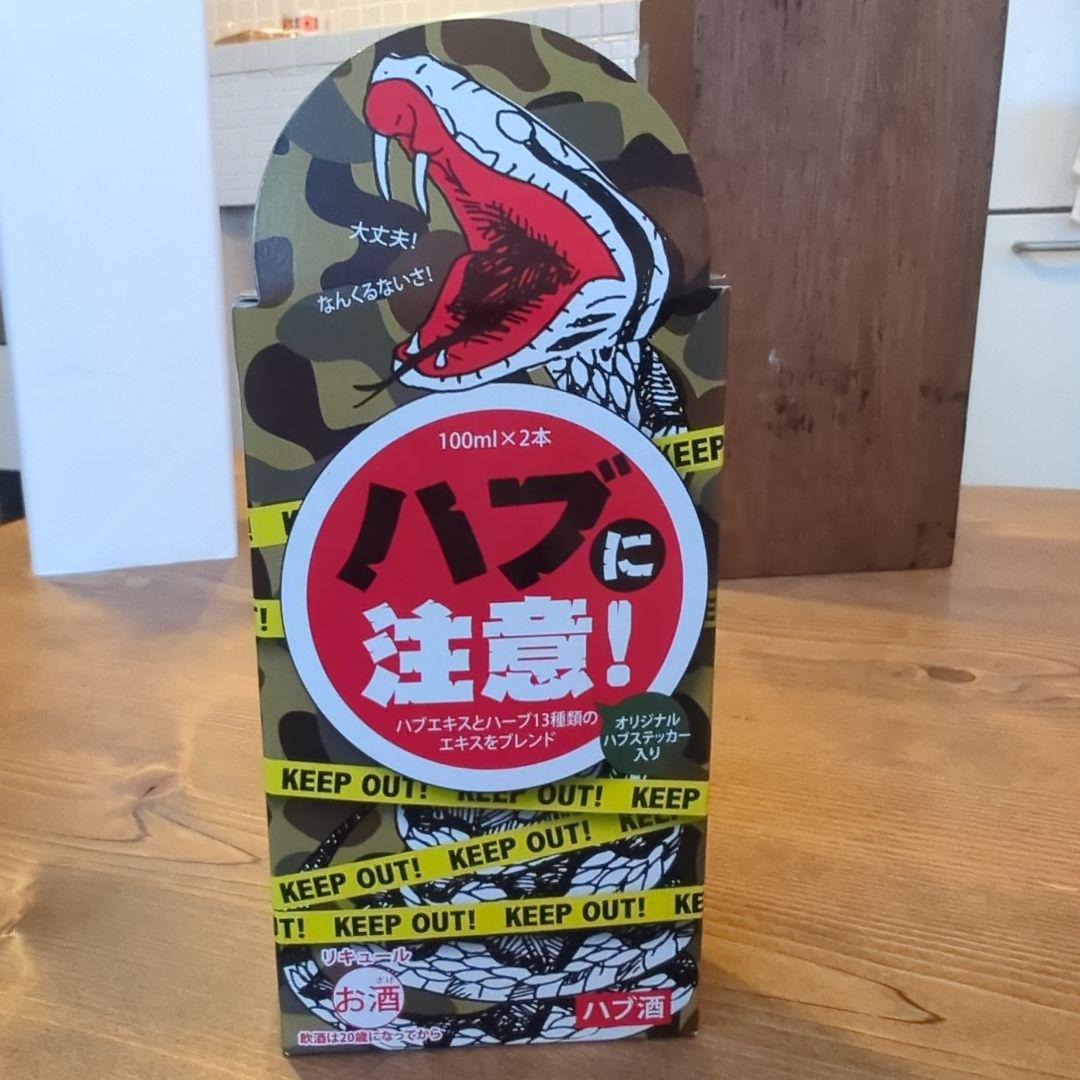 大丈夫!
なんくるないさ!
100ml×2本
KEEP
ハブに
注意!
ハブエキスとハーブ13種類の
エキスをブレンド
オリジナル
ハブステッカー
入り
KEEP OUT! KEEP OUT! KEEP
KEEP OUT! KEEP OUT! KEEP
KEEP OUT! KEEP OUT!
リキュール
さけ
お酒
ハブ酒
飲酒は20歳になってから